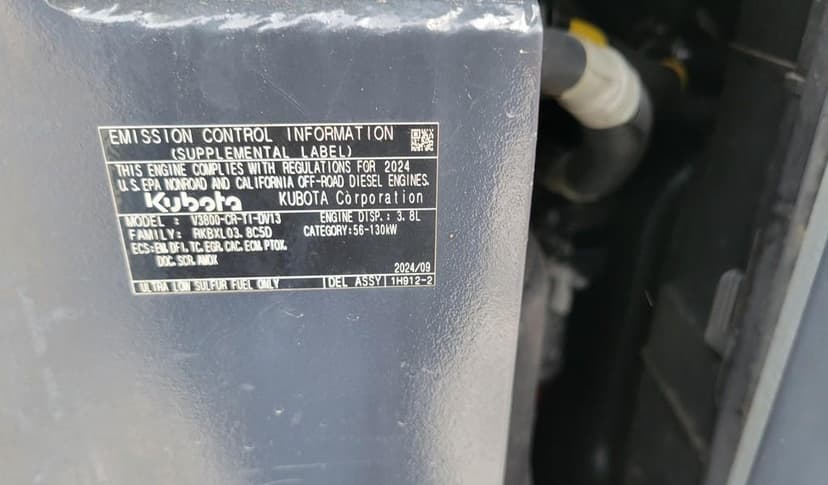 EMISSION CONTROL INFORMATION
(SUPPLEMENTAL LABEL)
THIS ENGINE COMPLIES WITH REGULATIONS FOR 2024
U.S.EPA NONROAD AND CALIFORNIA OFF-ROAD DIESEL ENGINES.
Kubota KUBOTA Corporation
MODEL : V3800-CR-TI-DV13 ENGINE DISP.: 3.8L
FAMILY: RKBXL03.8C5D CATEGORY:56-130kW
ECS:EM,DFI,TC,EGR,CAC,ECM,PTOX,
DOC,SCR,AMOX
2024/09
ULTRA LOW SULFUR FUEL ONLY DEL ASSY 1H912-2